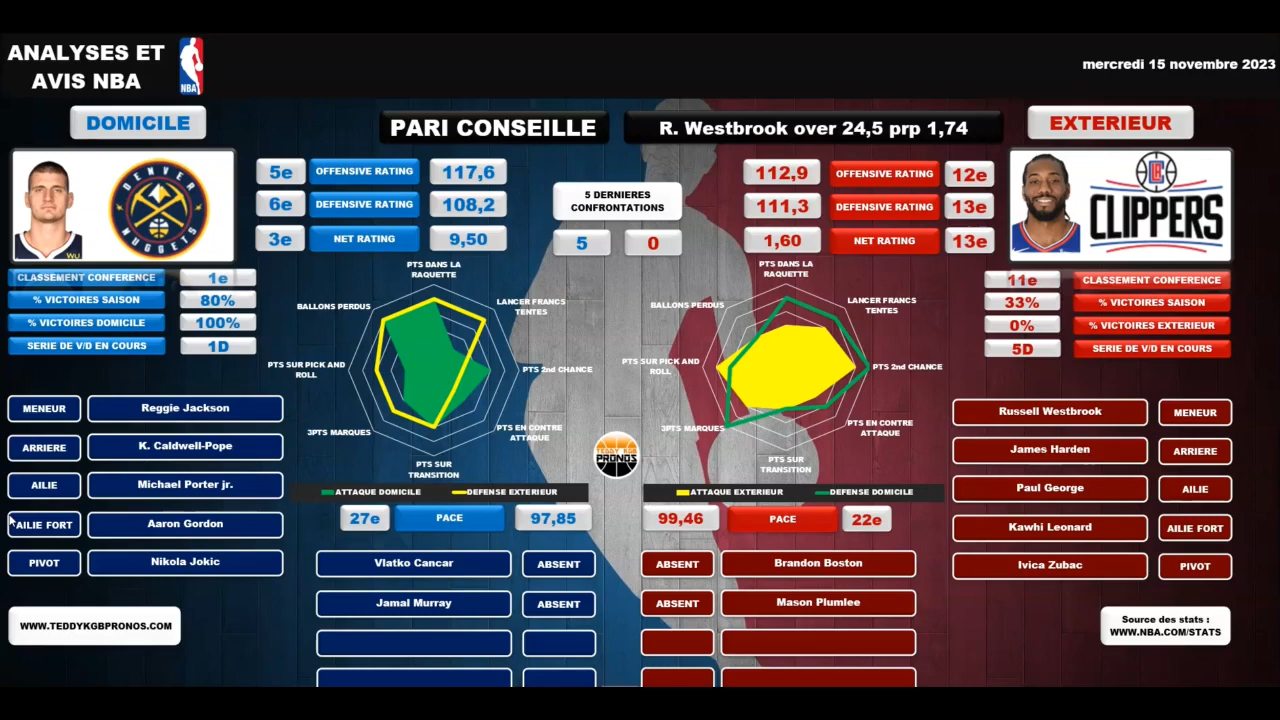 ANALYSES ET
AVIS NBA
NBA
mercredi 15 novembre 2023
DOMICILE
PARI CONSEILLE
R. Westbrook over 24,5 prp 1,74
EXTERIEUR
DENVER
NUGGETS
WU
5e OFFENSIVE RATING 117,6
6e DEFENSIVE RATING 108,2
3e NET RATING 9,50
5 DERNIERES
CONFRONTATIONS
5 0
112,9 OFFENSIVE RATING 12e
111,3 DEFENSIVE RATING 13e
1,60 NET RATING 13e
CLIPPERS
CLASSEMENT CONFERENCE 1e
% VICTOIRES SAISON 80%
% VICTOIRES DOMICILE 100%
SERIE DE V/D EN COURS 1D
PTS DANS LA
RAQUETTE
LANCER FRANCS
TENTES
PTS 2nd CHANCE
PTS EN CONTRE
ATTAQUE
PTS SUR
TRANSITION
3PTS MARQUES
PTS SUR PICK AND
ROLL
BALLONS PERDUS
PTS DANS LA
RAQUETTE
LANCER FRANCS
TENTES
PTS 2nd CHANCE
PTS EN CONTRE
ATTAQUE
PTS SUR
TRANSITION
3PTS MARQUES
PTS SUR PICK AND
ROLL
BALLONS PERDUS
11e CLASSEMENT CONFERENCE
33% % VICTOIRES SAISON
0% % VICTOIRES EXTERIEUR
5D SERIE DE V/D EN COURS
MENEUR Reggie Jackson
ARRIERE K. Caldwell-Pope
AILIE Michael Porter jr.
AILIE FORT Aaron Gordon
PIVOT Nikola Jokic
TEDDY KGB
PRONOS
Russell Westbrook MENEUR
James Harden ARRIERE
Paul George AILIE
Kawhi Leonard AILIE FORT
Ivica Zubac PIVOT
ATTAQUE DOMICILE DEFENSE EXTERIEUR
ATTAQUE EXTERIEUR DEFENSE DOMICILE
27e PACE 97,85
99,46 PACE 22e
Vlatko Cancar ABSENT
Jamal Murray ABSENT
ABSENT Brandon Boston
ABSENT Mason Plumlee
WWW.TEDDYKGBPRONOS.COM
Source des stats :
WWW.NBA.COM/STATS